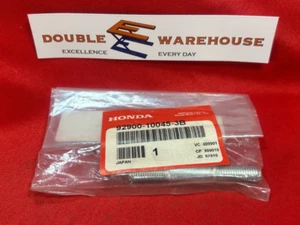 DOUBLE WAREHOUSE
EXCELLENCE EVERY DAY
HONDA
92900-10045-3B
1
JAPAN